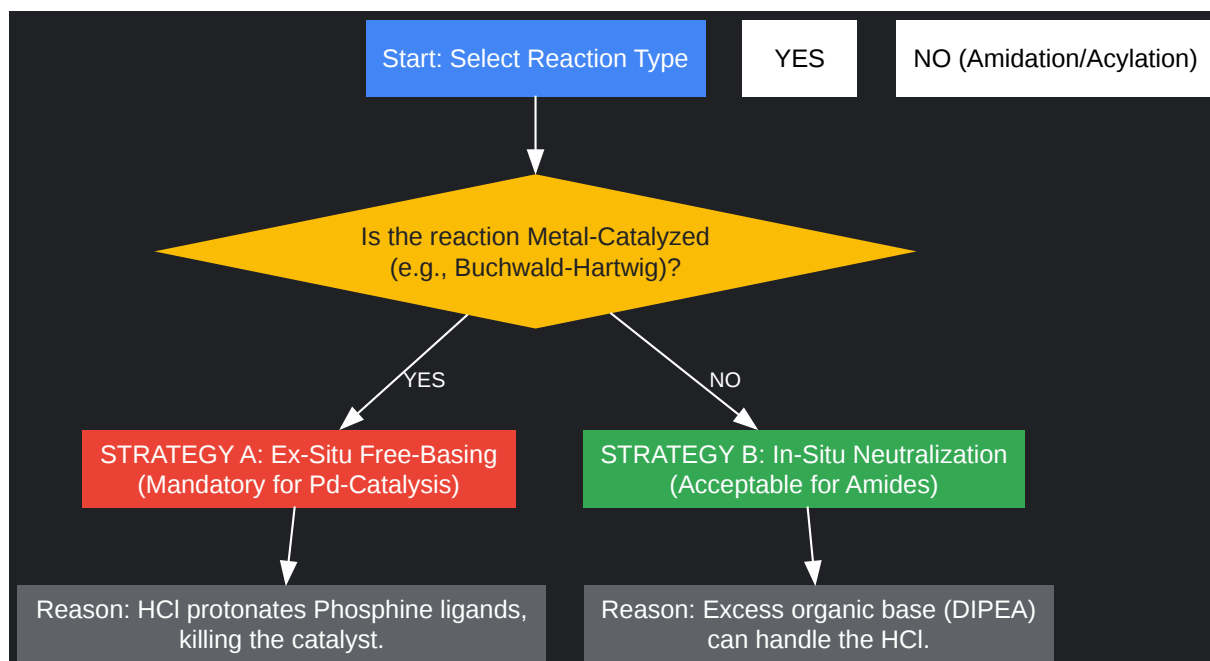 Start: Select Reaction Type
YES
NO (Amidation/Acylation)
Is the reaction Metal-Catalyzed
(e.g., Buchwald-Hartwig)?
YES
NO
STRATEGY A: Ex-Situ Free-Basing
(Mandatory for Pd-Catalysis)
STRATEGY B: In-Situ Neutralization
(Acceptable for Amides)
Reason: HCl protonates Phosphine ligands,
killing the catalyst.
Reason: Excess organic base (DIPEA)
can handle the HCl.